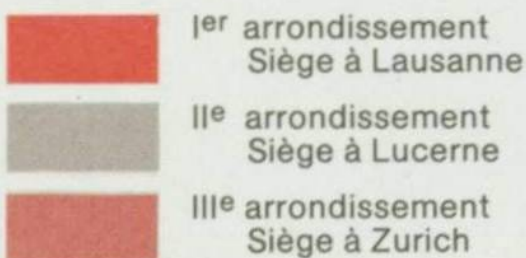 Ier arrondissement
Siège à Lausanne
IIe arrondissement
Siège à Lucerne
IIIe arrondissement
Siège à Zurich